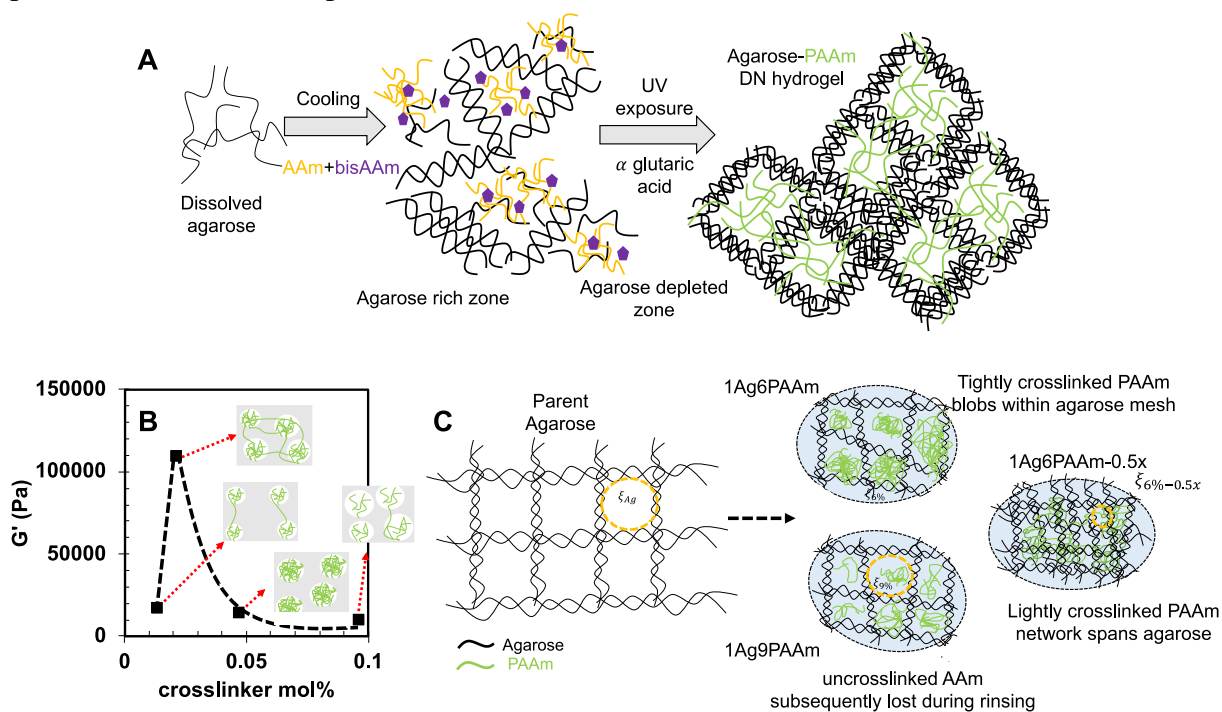 A
Dissolved
agarose
Cooling
AAm+bisAAm
Agarose rich zone
Agarose depleted
zone
UV
exposure
α glutaric
acid
Agarose-PAAm
DN hydrogel
B
G' (Pa)
150000
100000
50000
0
0
0.05
0.1
crosslinker mol%
C
Parent
Agarose
ξAg
Agarose
PAAm
1Ag6PAAm
ξ6%
Tightly crosslinked PAAm
blobs within agarose mesh
1Ag6PAAm-0.5x
ξ6%−0.5x
ξ9%
1Ag9PAAm
Lightly crosslinked PAAm
network spans agarose
uncrosslinked AAm
subsequently lost during rinsing